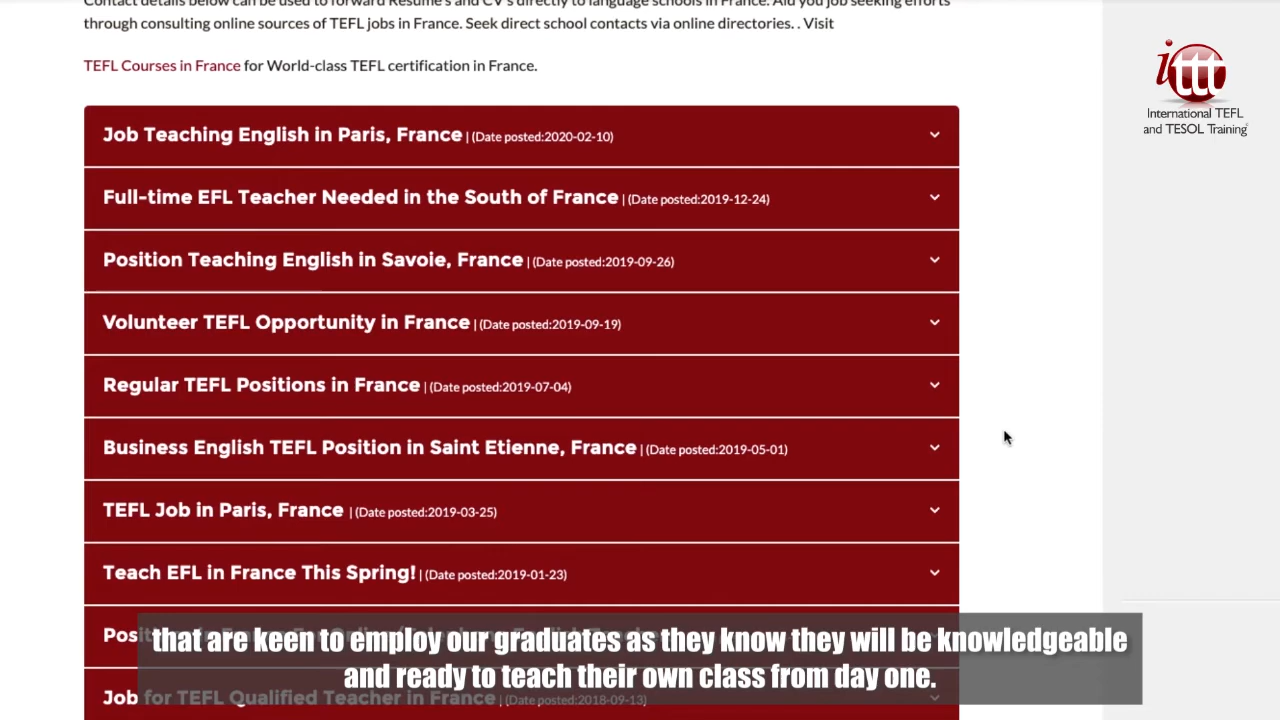 Contact details below can be used to forward Resume's and CV's directly to language schools in France. Aid you job seeking efforts
through consulting online sources of TEFL jobs in France. Seek direct school contacts via online directories. . Visit
TEFL Courses in France for World-class TEFL certification in France.
ittt
International TEFL
and TESOL Training
Job Teaching English in Paris, France | (Date posted:2020-02-10)
Full-time EFL Teacher Needed in the South of France | (Date posted:2019-12-24)
Position Teaching English in Savoie, France | (Date posted:2019-09-26)
Volunteer TEFL Opportunity in France | (Date posted:2019-09-19)
Regular TEFL Positions in France | (Date posted:2019-07-04)
Business English TEFL Position in Saint Etienne, France | (Date posted:2019-05-01)
TEFL Job in Paris, France | (Date posted:2019-03-25)
Teach EFL in France This Spring! | (Date posted:2019-01-23)
that are keen to employ our graduates as they know they will be knowledgeable
and ready to teach their own class from day one.
Job for TEFL Qualified Teacher in France | (Date posted:2018-09-13)